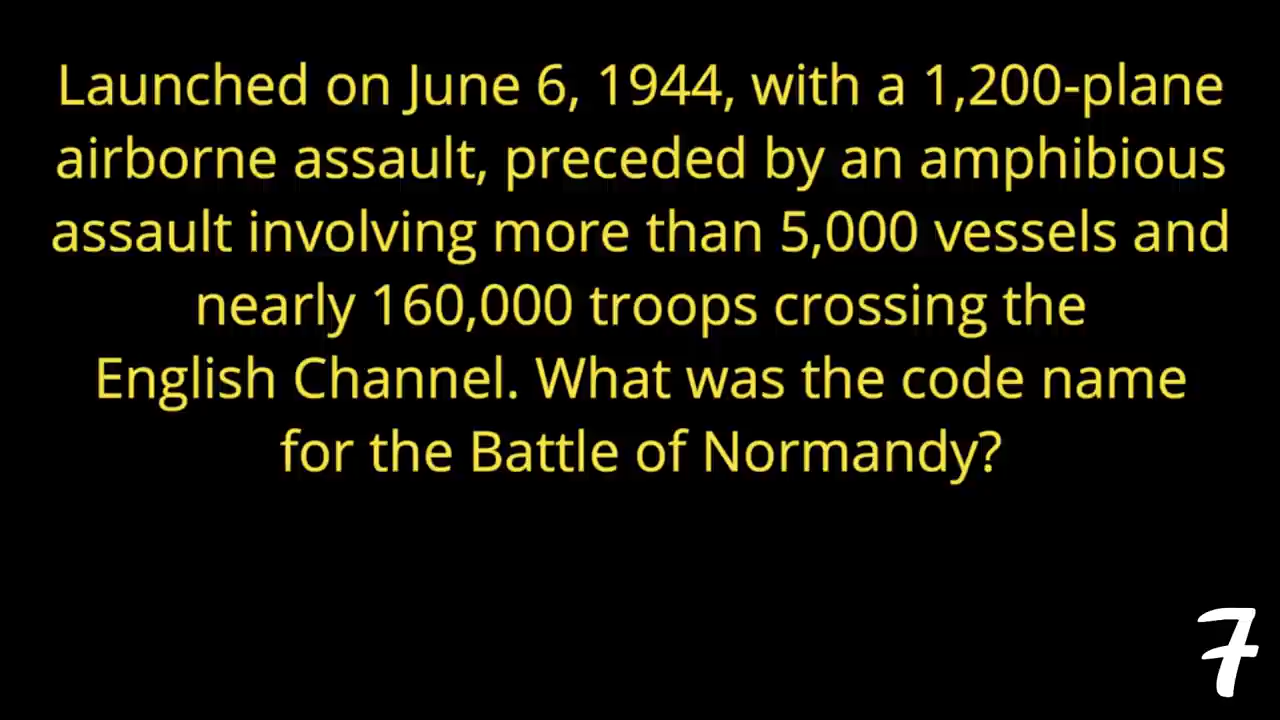 Launched on June 6, 1944, with a 1,200-plane
airborne assault, preceded by an amphibious
assault involving more than 5,000 vessels and
nearly 160,000 troops crossing the
English Channel. What was the code name
for the Battle of Normandy?
7